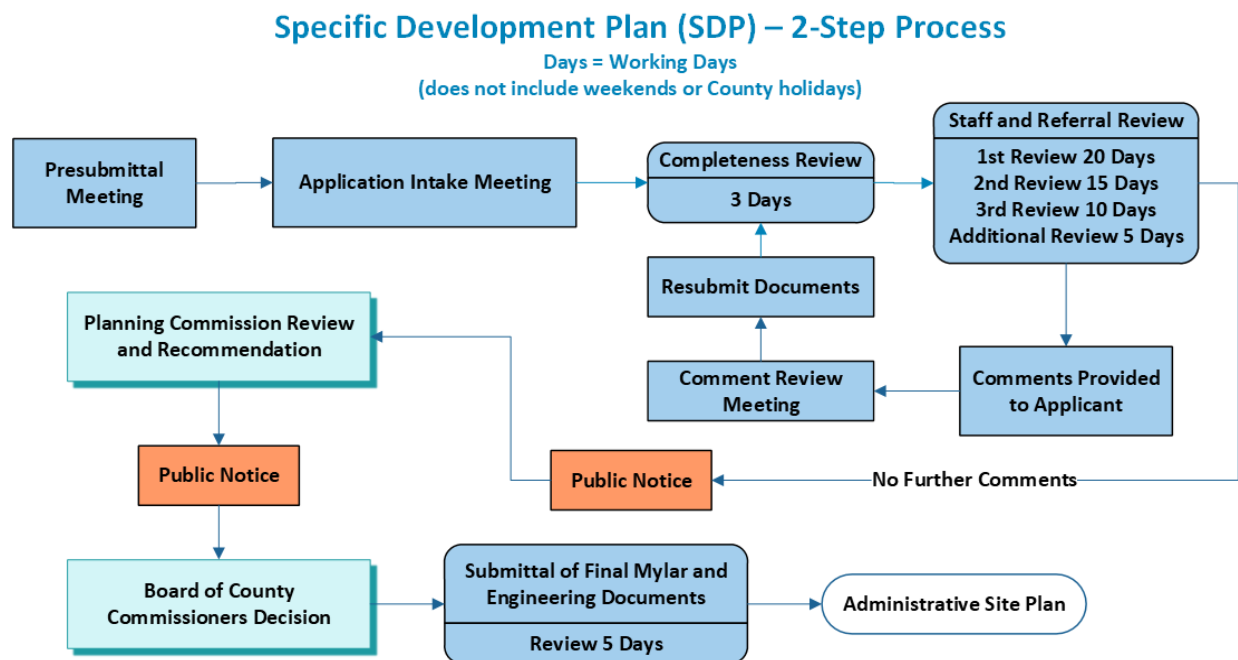 Specific Development Plan (SDP) – 2-Step Process
Days = Working Days
(does not include weekends or County holidays)
Presubmittal
Meeting
Application Intake Meeting
Completeness Review
3 Days
Staff and Referral Review
1st Review 20 Days
2nd Review 15 Days
3rd Review 10 Days
Additional Review 5 Days
Comments Provided
to Applicant
Comment Review
Meeting
Resubmit Documents
No Further Comments
Public Notice
Planning Commission Review
and Recommendation
Public Notice
Board of County
Commissioners Decision
Submittal of Final Mylar and
Engineering Documents
Review 5 Days
Administrative Site Plan